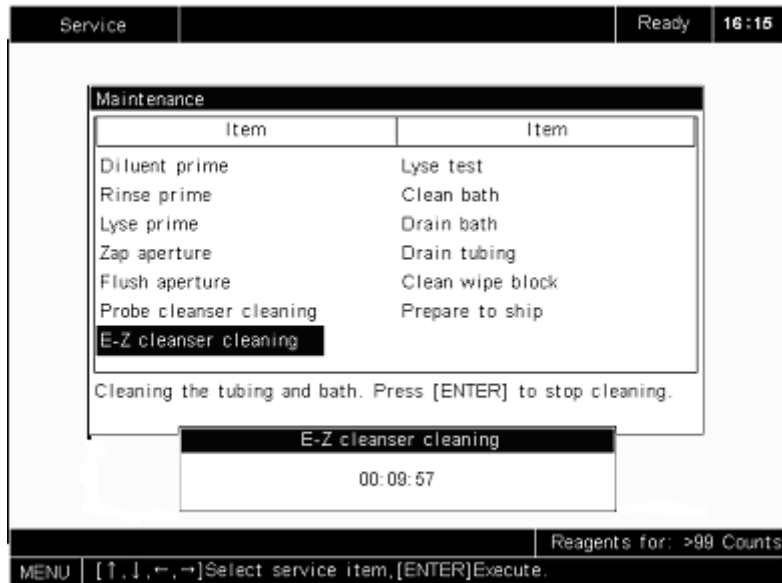 Service Ready 16:15
Maintenance
Item Item
Diluent prime Lyse test
Rinse prime Clean bath
Lyse prime Drain bath
Zap aperture Drain tubing
Flush aperture Clean wipe block
Probe cleanser cleaning Prepare to ship
E-Z cleanser cleaning
Cleaning the tubing and bath. Press [ENTER] to stop cleaning.
E-Z cleanser cleaning
00:09:57
Reagents for: >99 Counts
MENU [↑,↓,←,→]Select service item,[ENTER]Execute.